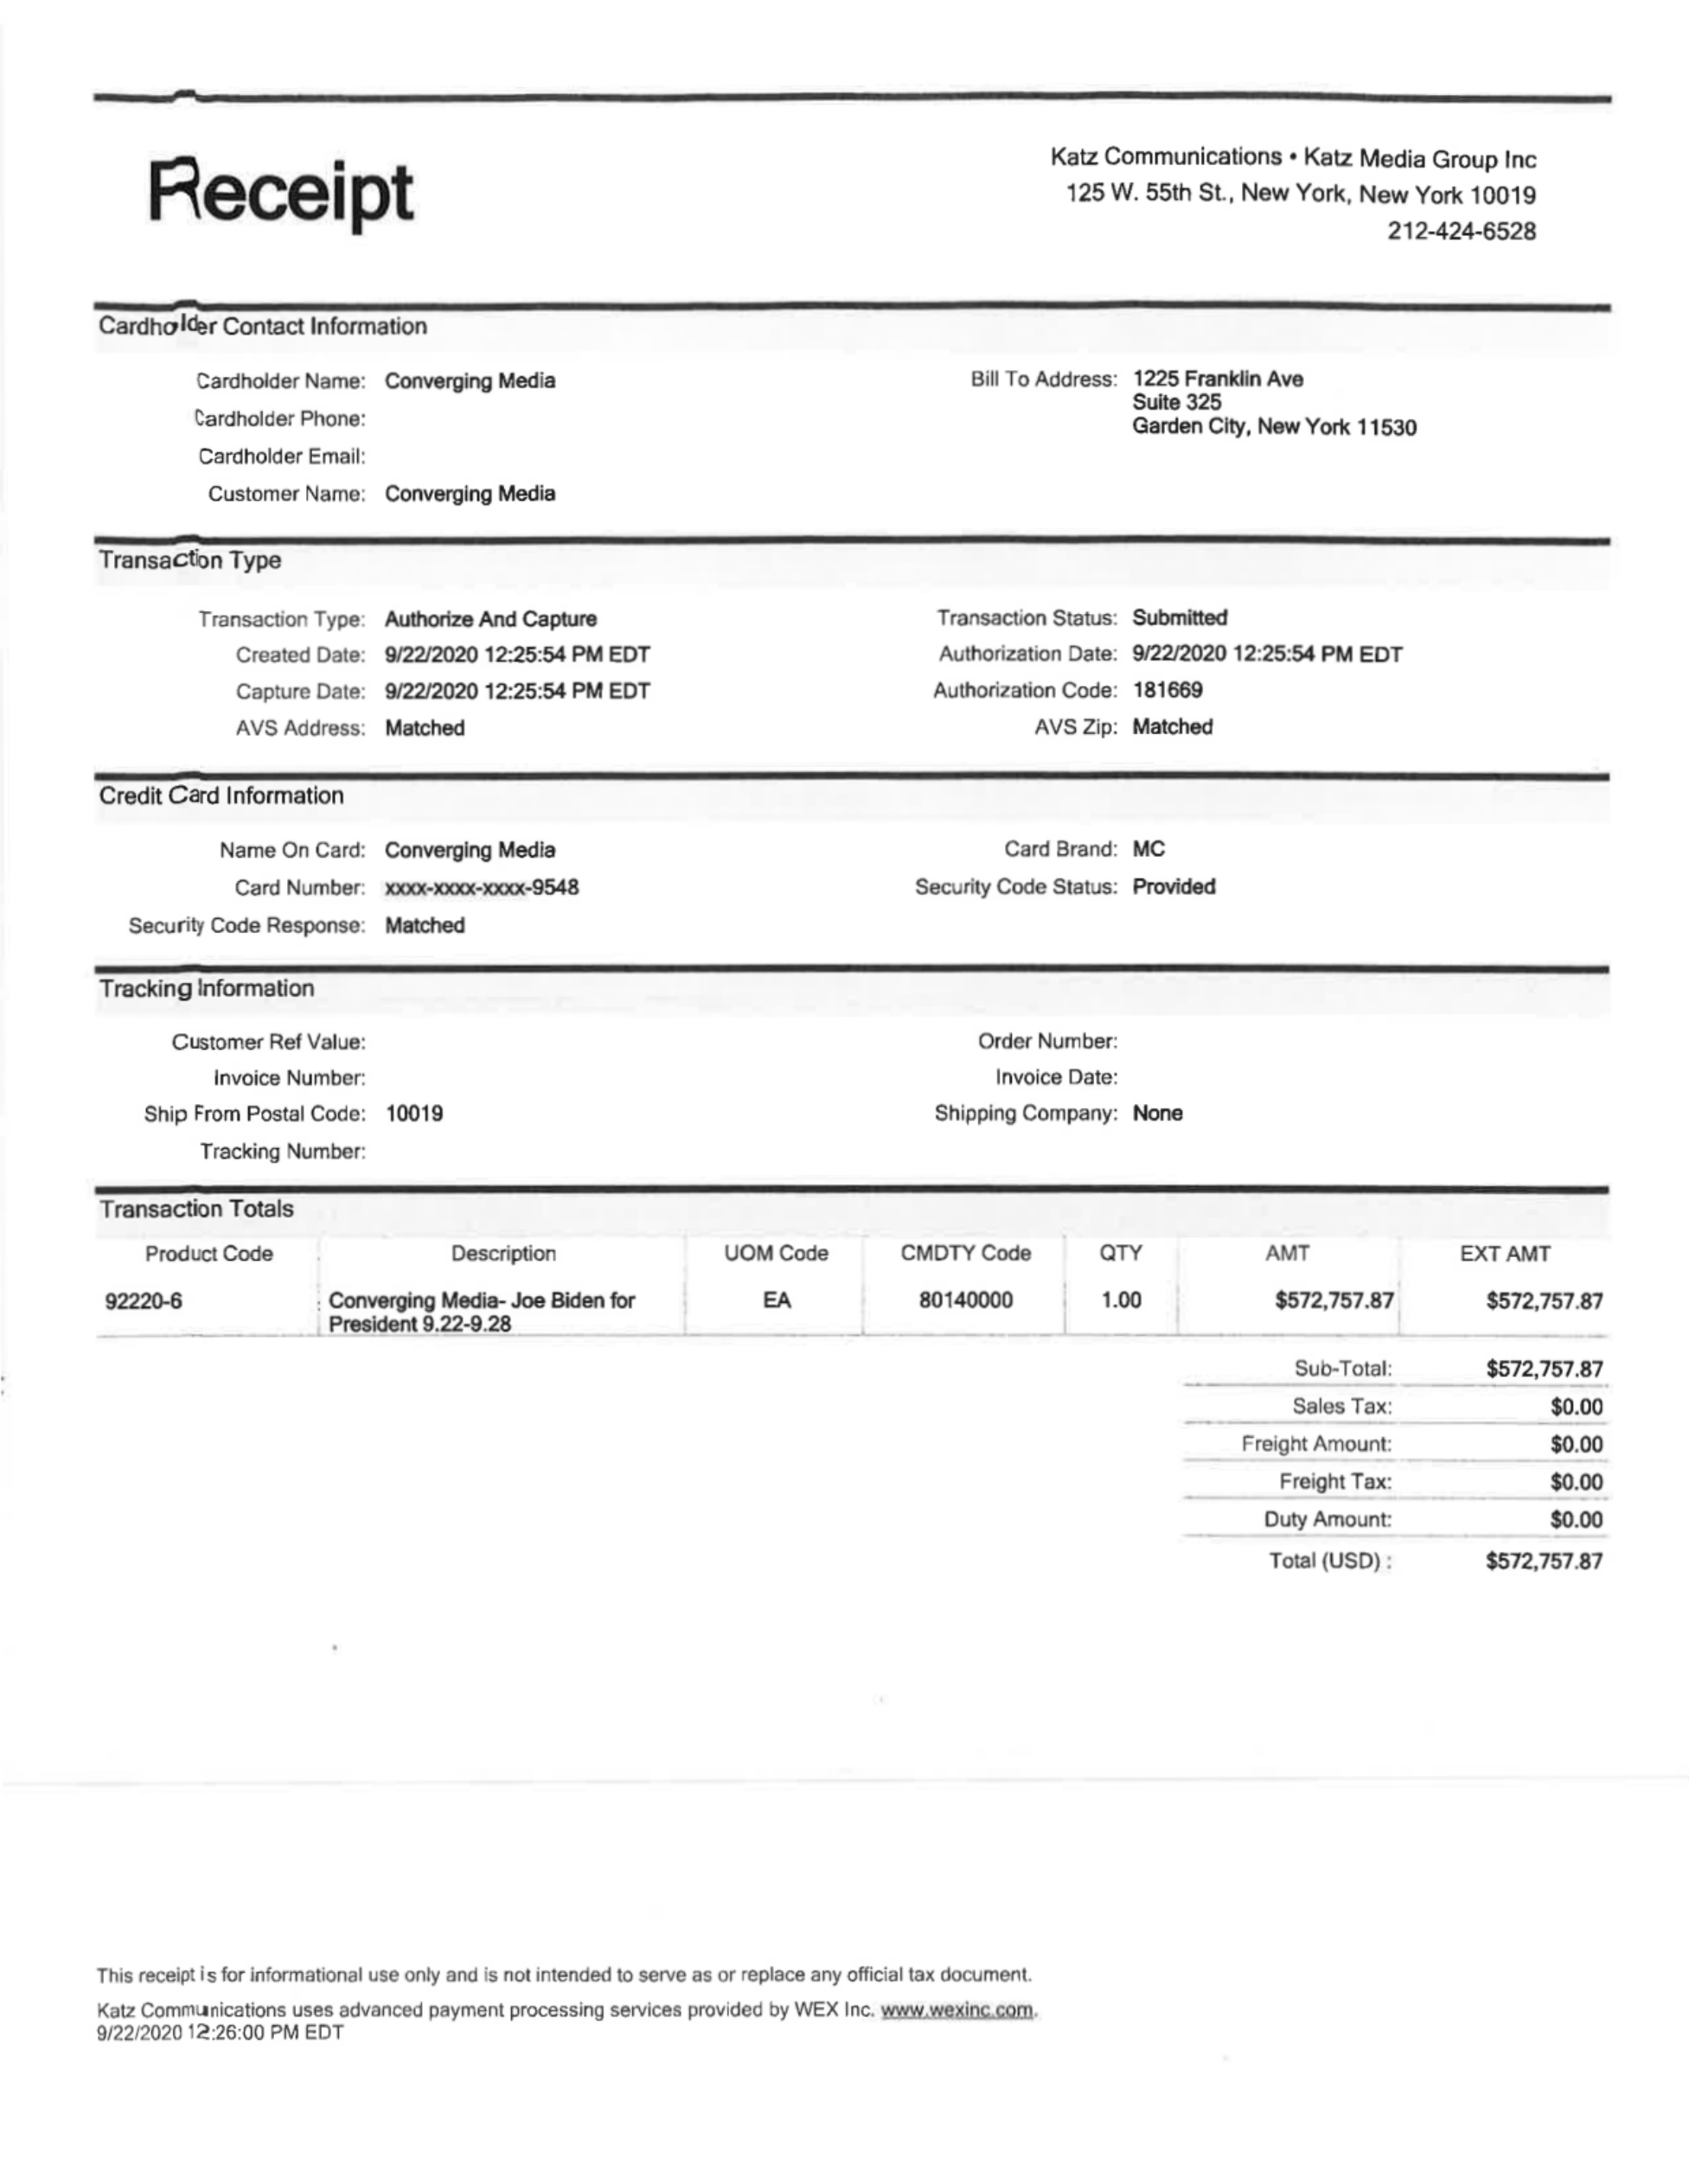 Receipt
Katz Communications • Katz Media Group Inc
125 W. 55th St., New York, New York 10019
212-424-6528
Cardholder Contact Information
Cardholder Name: Converging Media
Cardholder Phone:
Cardholder Email:
Customer Name: Converging Media
Bill To Address: 1225 Franklin Ave
Suite 325
Garden City, New York 11530
Transaction Type
Transaction Type: Authorize And Capture
Transaction Status: Submitted
Created Date: 9/22/2020 12:25:54 PM EDT
Authorization Date: 9/22/2020 12:25:54 PM EDT
Capture Date: 9/22/2020 12:25:54 PM EDT
Authorization Code: 181669
AVS Address: Matched
AVS Zip: Matched
Credit Card Information
Name On Card: Converging Media
Card Brand: MC
Card Number: xxxx-xxxx-xxxx-9548
Security Code Status: Provided
Security Code Response: Matched
Tracking Information
Customer Ref Value:
Order Number:
Invoice Number:
Invoice Date:
Ship From Postal Code: 10019
Shipping Company: None
Tracking Number:
Transaction Totals
Product Code Description UOM Code CMDTY Code QTY AMT EXT AMT
92220-6 Converging Media- Joe Biden for EA 80140000 1.00 $572,757.87 $572,757.87
President 9.22-9.28
Sub-Total: $572,757.87
Sales Tax: $0.00
Freight Amount: $0.00
Freight Tax: $0.00
Duty Amount: $0.00
Total (USD) : $572,757.87
This receipt is for informational use only and is not intended to serve as or replace any official tax document.
Katz Communications uses advanced payment processing services provided by WEX Inc. www.wexinc.com.
9/22/2020 12:26:00 PM EDT